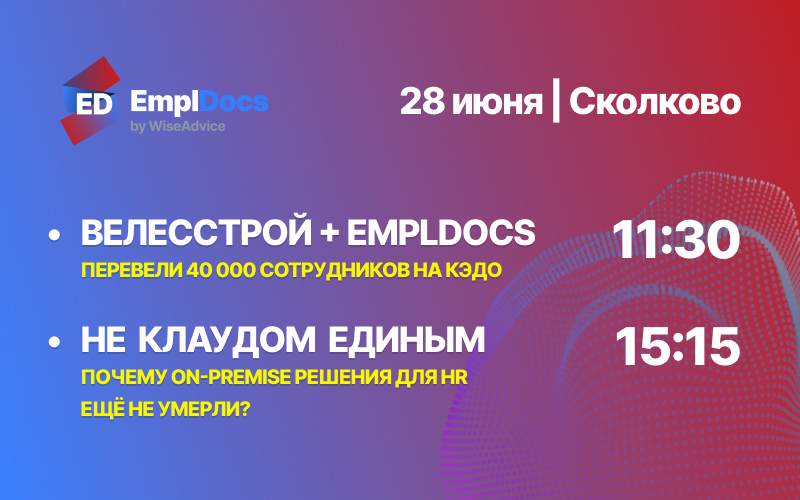 ED EmplDocs
by WiseAdvice
28 июня | Сколково
• ВЕЛЕССТРОЙ + EMPLDOCS 11:30
ПЕРЕВЕЛИ 40 000 СОТРУДНИКОВ НА КЭДО
• НЕ КЛАУДОМ ЕДИНЫМ 15:15
ПОЧЕМУ ON-PREMISE РЕШЕНИЯ ДЛЯ HR
ЕЩЁ НЕ УМЕРЛИ?